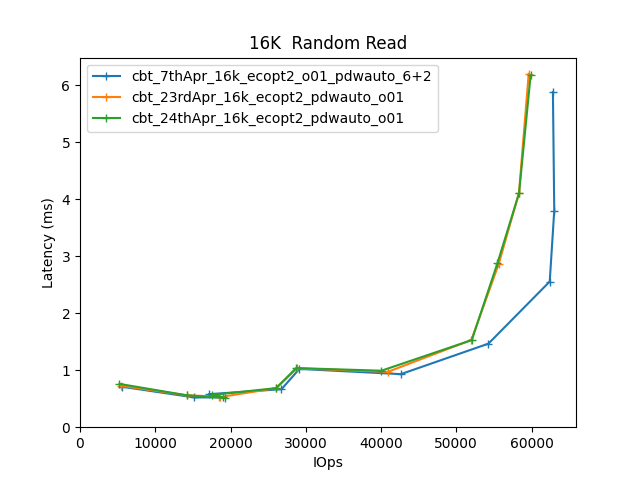 16K  Random Read
cbt_7thApr_16k_ecopt2_o01_pdwauto_6+2
cbt_23rdApr_16k_ecopt2_pdwauto_o01
cbt_24thApr_16k_ecopt2_pdwauto_o01
Latency (ms)
6
5
4
3
2
1
0
0 10000 20000 30000 40000 50000 60000
IOps